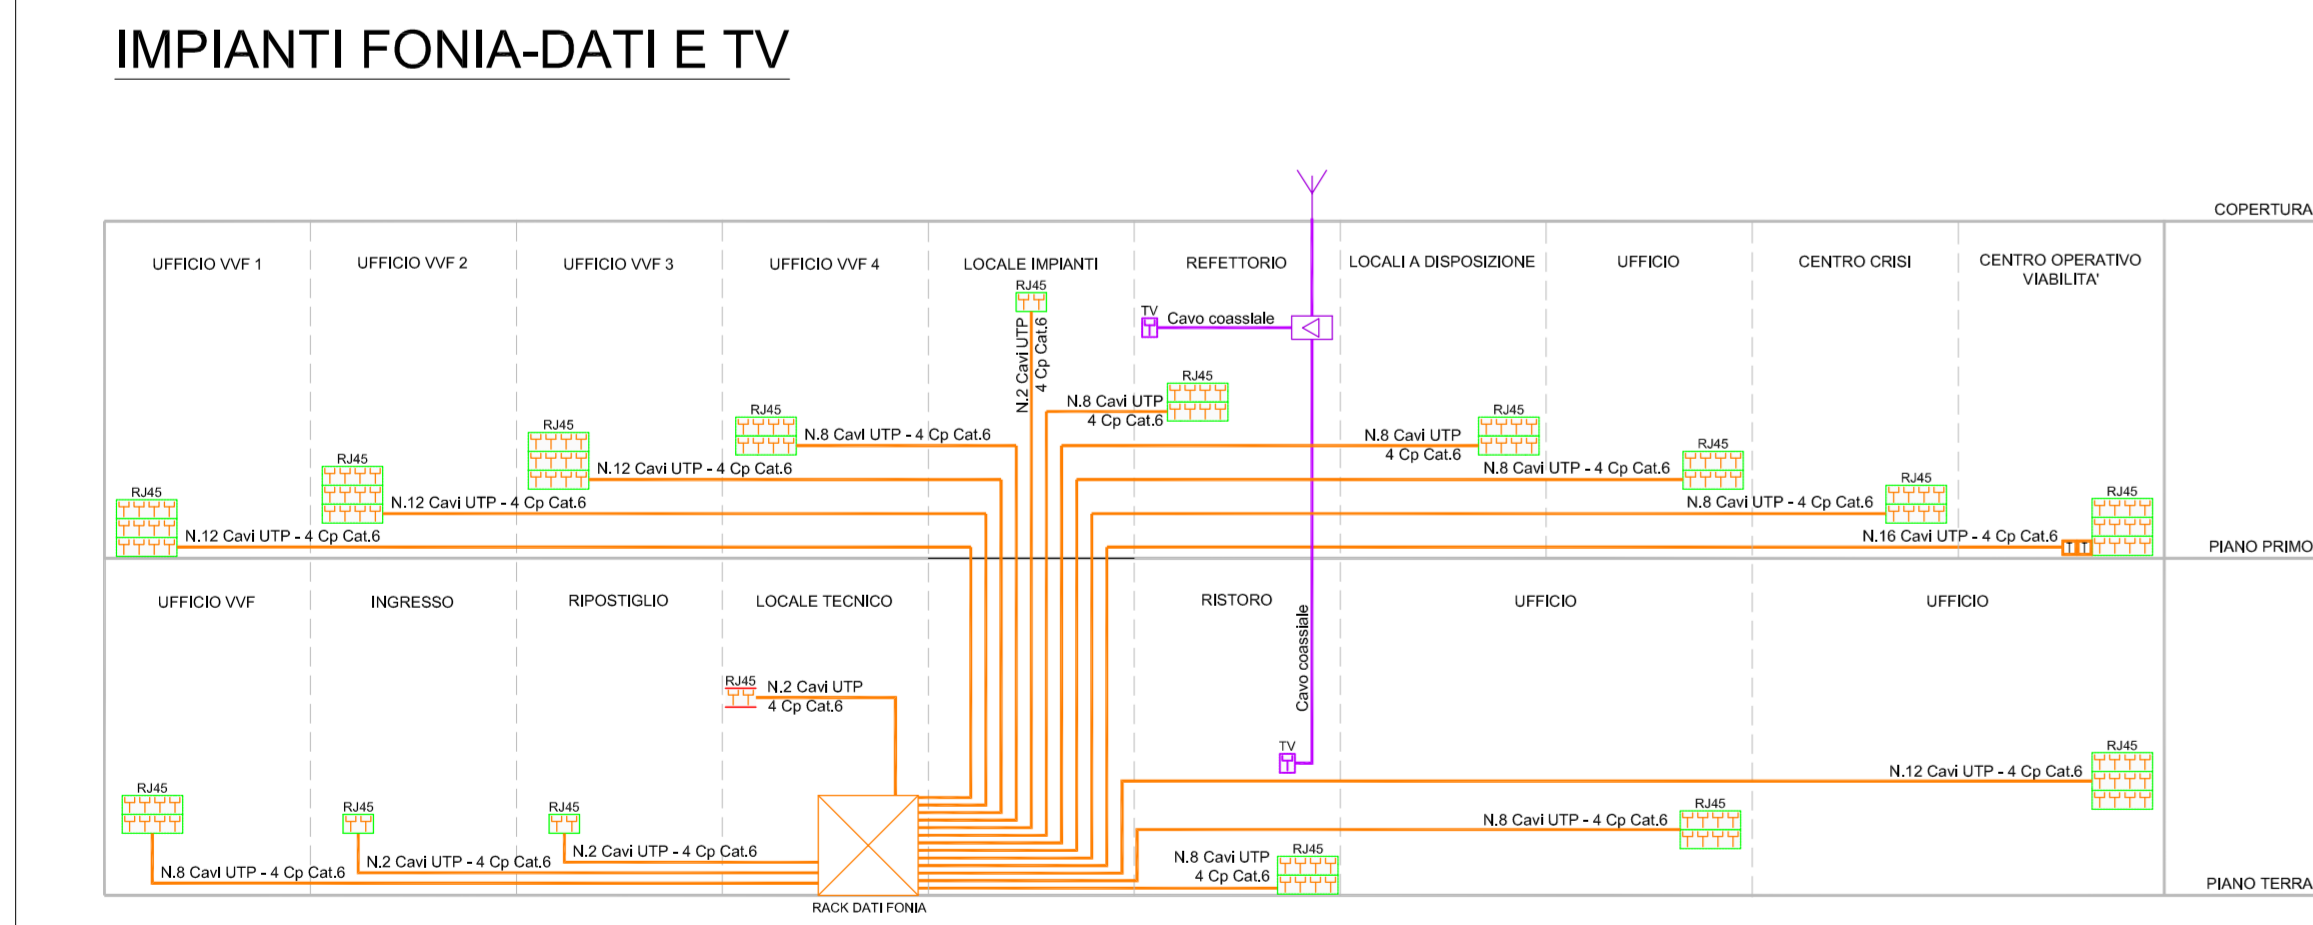 IMPIANTI FONIA-DATI E TV
COPERTURA
UFFICIO VVF 1
UFFICIO VVF 2
UFFICIO VVF 3
UFFICIO VVF 4
LOCALE IMPIANTI
REFETTORIO
LOCALI A DISPOSIZIONE
UFFICIO
CENTRO CRISI
CENTRO OPERATIVO
VIABILITA'
RJ45
N.2 Cavi UTP
4 Cp Cat.6
TV
Cavo coassiale
RJ45
N.8 Cavi UTP
4 Cp Cat.6
RJ45
N.8 Cavi UTP - 4 Cp Cat.6
RJ45
N.12 Cavi UTP - 4 Cp Cat.6
RJ45
N.12 Cavi UTP - 4 Cp Cat.6
RJ45
N.12 Cavi UTP - 4 Cp Cat.6
RJ45
N.8 Cavi UTP
4 Cp Cat.6
RJ45
N.8 Cavi UTP - 4 Cp Cat.6
RJ45
N.8 Cavi UTP - 4 Cp Cat.6
RJ45
N.16 Cavi UTP - 4 Cp Cat.6
T T
PIANO PRIMO
UFFICIO VVF
INGRESSO
RIPOSTIGLIO
LOCALE TECNICO
RISTORO
UFFICIO
UFFICIO
Cavo coassiale
RJ45
N.2 Cavi UTP
4 Cp Cat.6
TV
RJ45
N.12 Cavi UTP - 4 Cp Cat.6
RJ45
N.8 Cavi UTP - 4 Cp Cat.6
RJ45
N.2 Cavi UTP - 4 Cp Cat.6
RJ45
N.2 Cavi UTP - 4 Cp Cat.6
RJ45
N.8 Cavi UTP - 4 Cp Cat.6
RJ45
N.8 Cavi UTP
4 Cp Cat.6
PIANO TERRA
RACK DATI FONIA